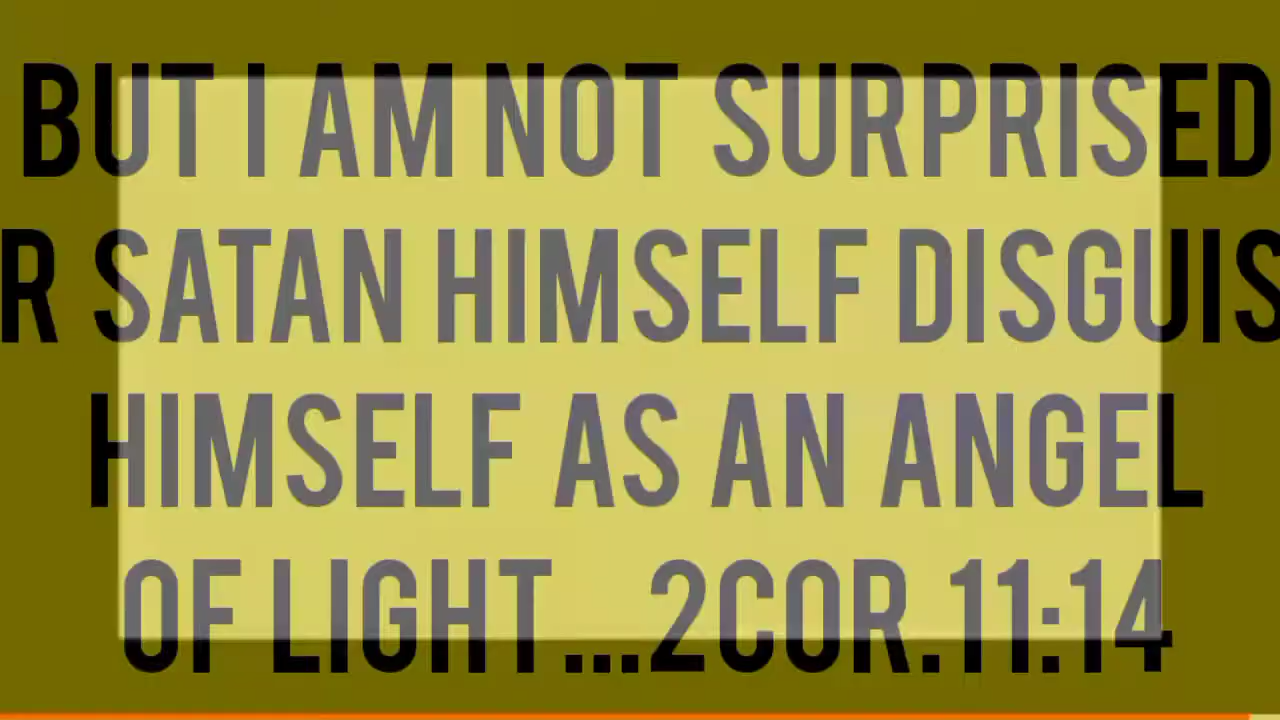 BUT I AM NOT SURPRISED
R SATAN HIMSELF DISGUIS
HIMSELF AS AN ANGEL
OF LIGHT...2COR.11:14